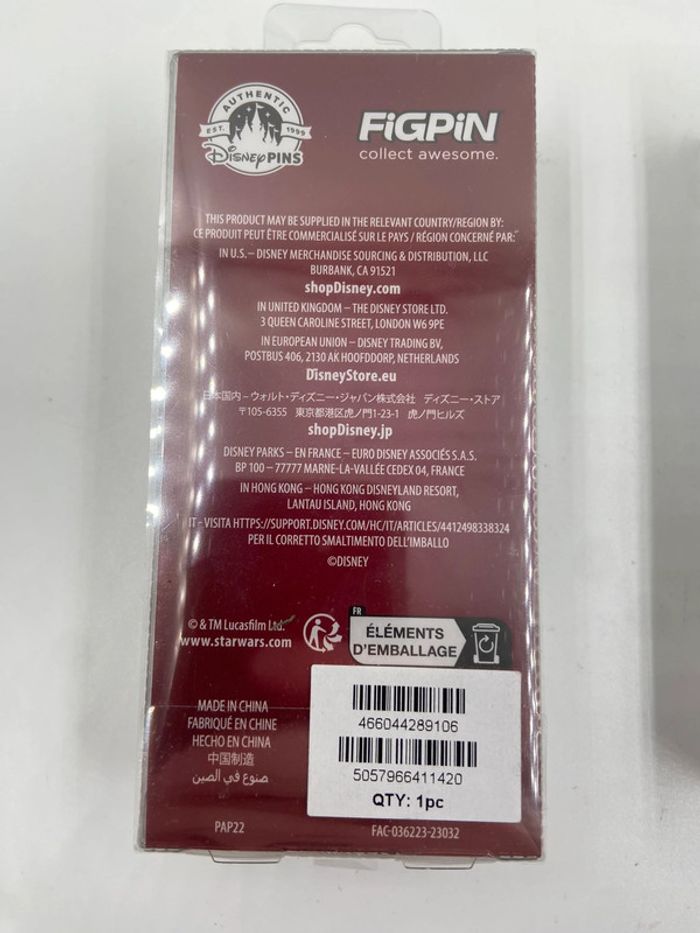 AUTHENTIC
EST. 1999
Disney PINS
FiGPiN
collect awesome.
THIS PRODUCT MAY BE SUPPLIED IN THE RELEVANT COUNTRY/REGION BY:
CE PRODUIT PEUT ÊTRE COMMERCIALISÉ SUR LE PAYS / RÉGION CONCERNÉ PAR:
IN U.S. – DISNEY MERCHANDISE SOURCING & DISTRIBUTION, LLC
BURBANK, CA 91521
shopDisney.com
IN UNITED KINGDOM – THE DISNEY STORE LTD.
3 QUEEN CAROLINE STREET, LONDON W6 9PE
IN EUROPEAN UNION – DISNEY TRADING BV,
POSTBUS 406, 2130 AK HOOFDDORP, NETHERLANDS
DisneyStore.eu
日本国内 – ウォルト・ディズニー・ジャパン株式会社 ディズニー・ストア
〒105-6355 東京都港区虎ノ門1-23-1 虎ノ門ヒルズ
shopDisney.jp
DISNEY PARKS – EN FRANCE – EURO DISNEY ASSOCIÉS S.A.S.
BP 100 – 77777 MARNE-LA-VALLÉE CEDEX 04, FRANCE
IN HONG KONG – HONG KONG DISNEYLAND RESORT,
LANTAU ISLAND, HONG KONG
IT - VISITA HTTPS://SUPPORT.DISNEY.COM/HC/IT/ARTICLES/4412498338324
PER IL CORRETTO SMALTIMENTO DELL'IMBALLO
©DISNEY
© & TM Lucasfilm Ltd.
www.starwars.com
FR
ÉLÉMENTS
D'EMBALLAGE
MADE IN CHINA
FABRIQUÉ EN CHINE
HECHO EN CHINA
中国制造
صنوع في الصين
466044289106
5057966411420
QTY: 1pc
PAP22
FAC-036223-23032